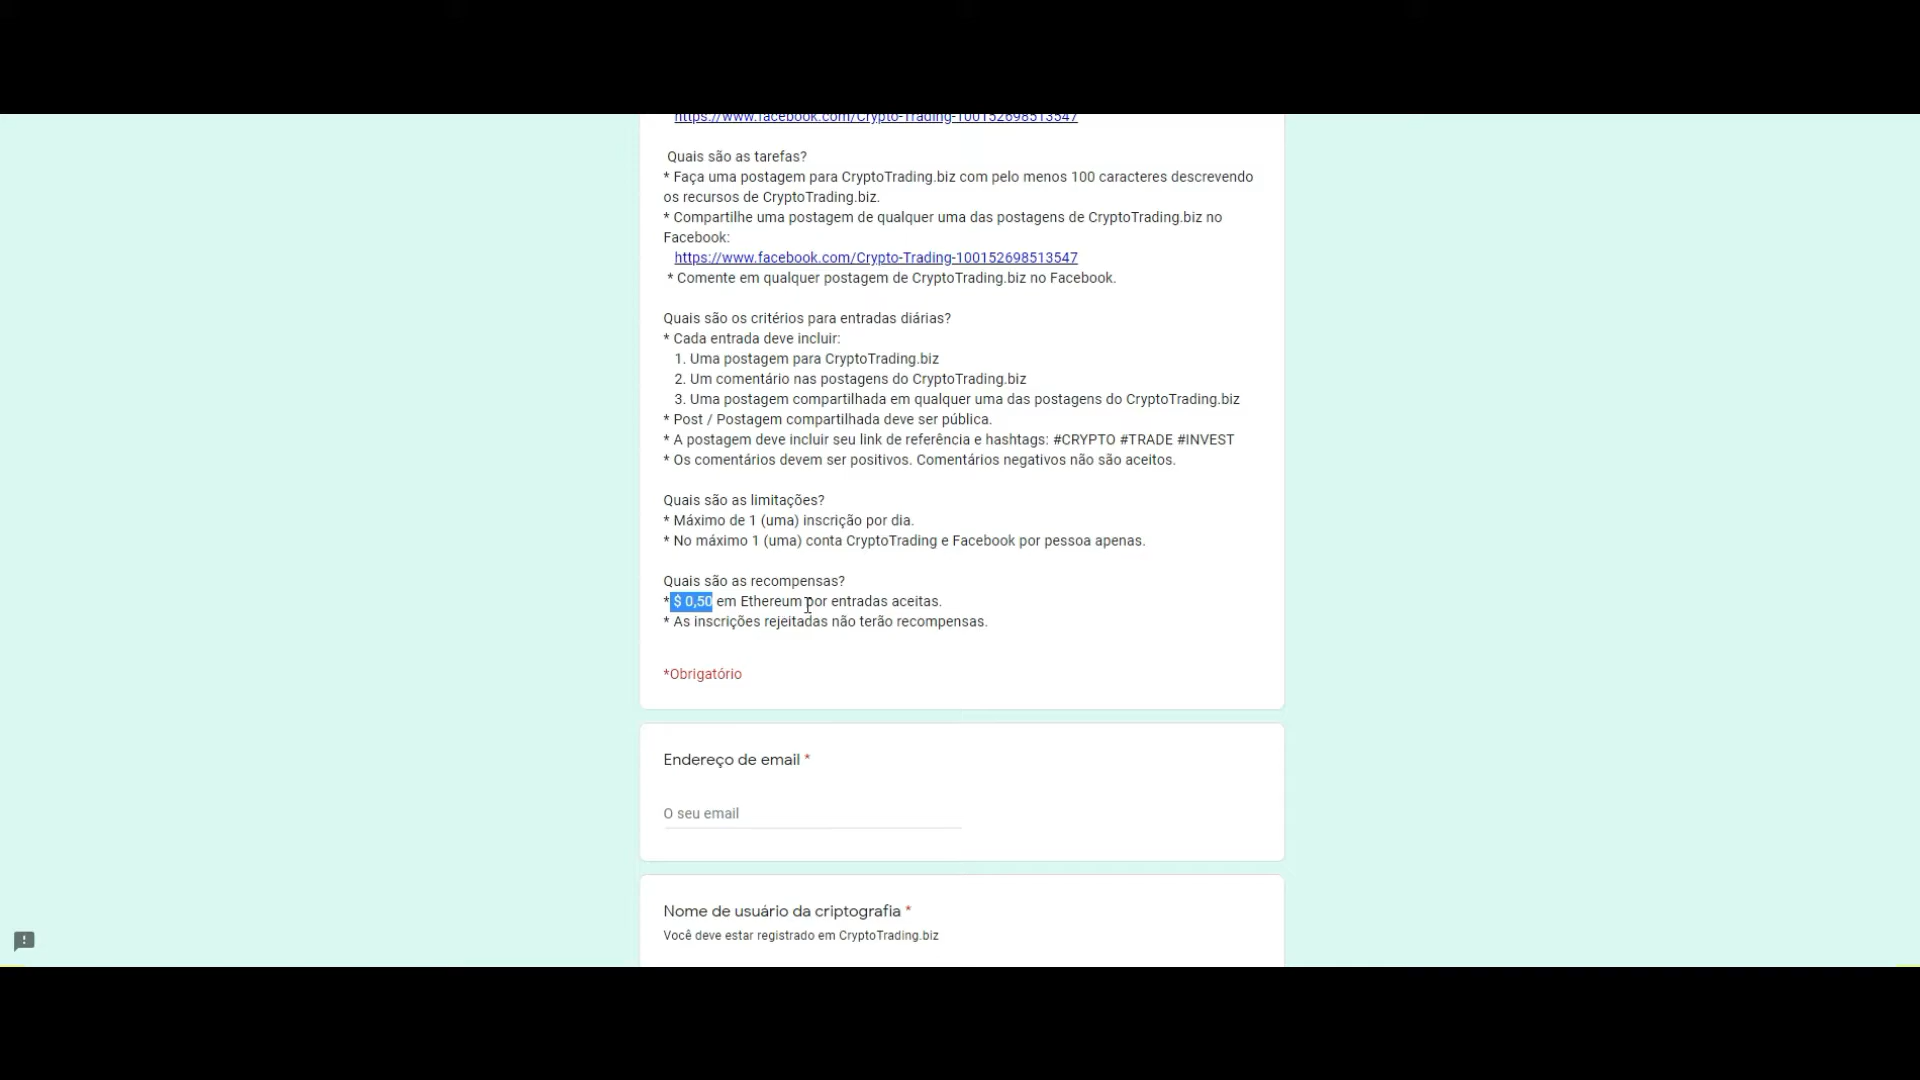 https://www.facebook.com/Crypto-Trading-100152698513547
Quais são as tarefas?
* Faça uma postagem para CryptoTrading.biz com pelo menos 100 caracteres descrevendo
os recursos de CryptoTrading.biz.
* Compartilhe uma postagem de qualquer uma das postagens de CryptoTrading.biz no
Facebook:
https://www.facebook.com/Crypto-Trading-100152698513547
* Comente em qualquer postagem de CryptoTrading.biz no Facebook.
Quais são os critérios para entradas diárias?
* Cada entrada deve incluir:
1. Uma postagem para CryptoTrading.biz
2. Um comentário nas postagens do CryptoTrading.biz
3. Uma postagem compartilhada em qualquer uma das postagens do CryptoTrading.biz
* Post / Postagem compartilhada deve ser pública.
* A postagem deve incluir seu link de referência e hashtags: #CRYPTO #TRADE #INVEST
* Os comentários devem ser positivos. Comentários negativos não são aceitos.
Quais são as limitações?
* Máximo de 1 (uma) inscrição por dia.
* No máximo 1 (uma) conta CryptoTrading e Facebook por pessoa apenas.
Quais são as recompensas?
* $ 0,50 em Ethereum por entradas aceitas.
* As inscrições rejeitadas não terão recompensas.
*Obrigatório
Endereço de email *
O seu email
Nome de usuário da criptografia *
Você deve estar registrado em CryptoTrading.biz